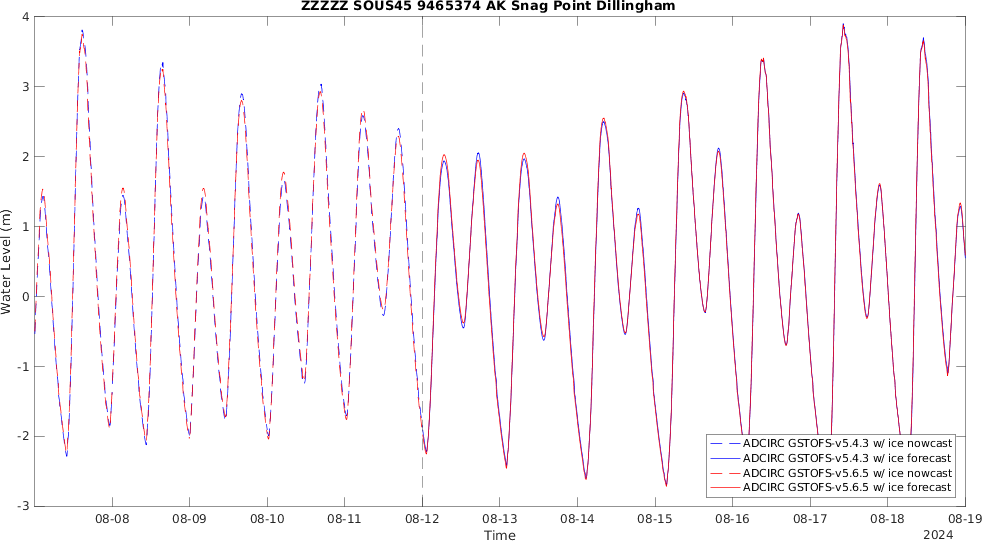 ZZZZZ SOUS45 9465374 AK Snag Point Dillingham
4
3
2
1
0
-1
-2
-3
Water Level (m)
ADCIRC GSTOFS-v5.4.3 w/ ice nowcast
ADCIRC GSTOFS-v5.4.3 w/ ice forecast
ADCIRC GSTOFS-v5.6.5 w/ ice nowcast
ADCIRC GSTOFS-v5.6.5 w/ ice forecast
08-08 08-09 08-10 08-11 08-12 08-13 08-14 08-15 08-16 08-17 08-18 08-19
Time
2024